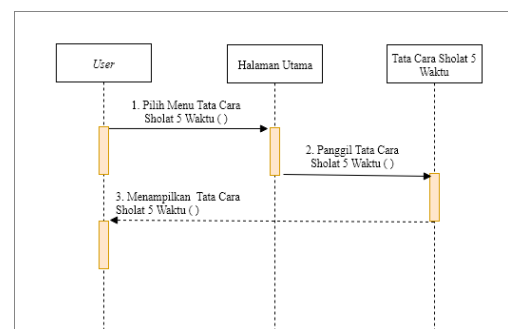 User
Halaman Utama
Tata Cara Sholat 5
Waktu
1. Pilih Menu Tata Cara
Sholat 5 Waktu ( )
2. Panggil Tata Cara
Sholat 5 Waktu ( )
3. Menampilkan Tata Cara
Sholat 5 Waktu ( )